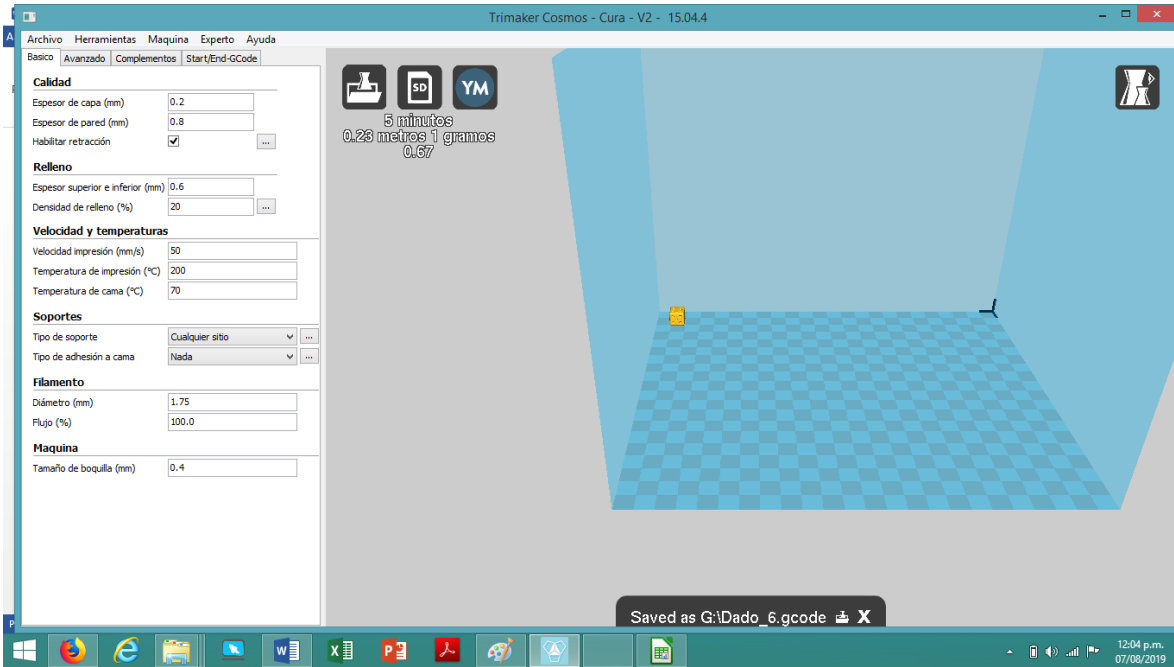 Trimaker Cosmos - Cura - V2 - 15.04.4
Archivo Herramientas Maquina Experto Ayuda
Basico Avanzado Complementos Start/End-GCode
Calidad
Espesor de capa (mm) 0.2
Espesor de pared (mm) 0.8
Habilitar retracción ...
Relleno
Espesor superior e inferior (mm) 0.6
Densidad de relleno (%) 20 ...
Velocidad y temperaturas
Velocidad impresión (mm/s) 50
Temperatura de impresión (ºC) 200
Temperatura de cama (ºC) 70
Soportes
Tipo de soporte Cualquier sitio ...
Tipo de adhesión a cama Nada ...
Filamento
Diámetro (mm) 1.75
Flujo (%) 100.0
Maquina
Tamaño de boquilla (mm) 0.4
SD YM
5 minutos
0.23 metros 1 gramos
0.67
Saved as G:\Dado_6.gcode X
12:04 p.m.
07/08/2019